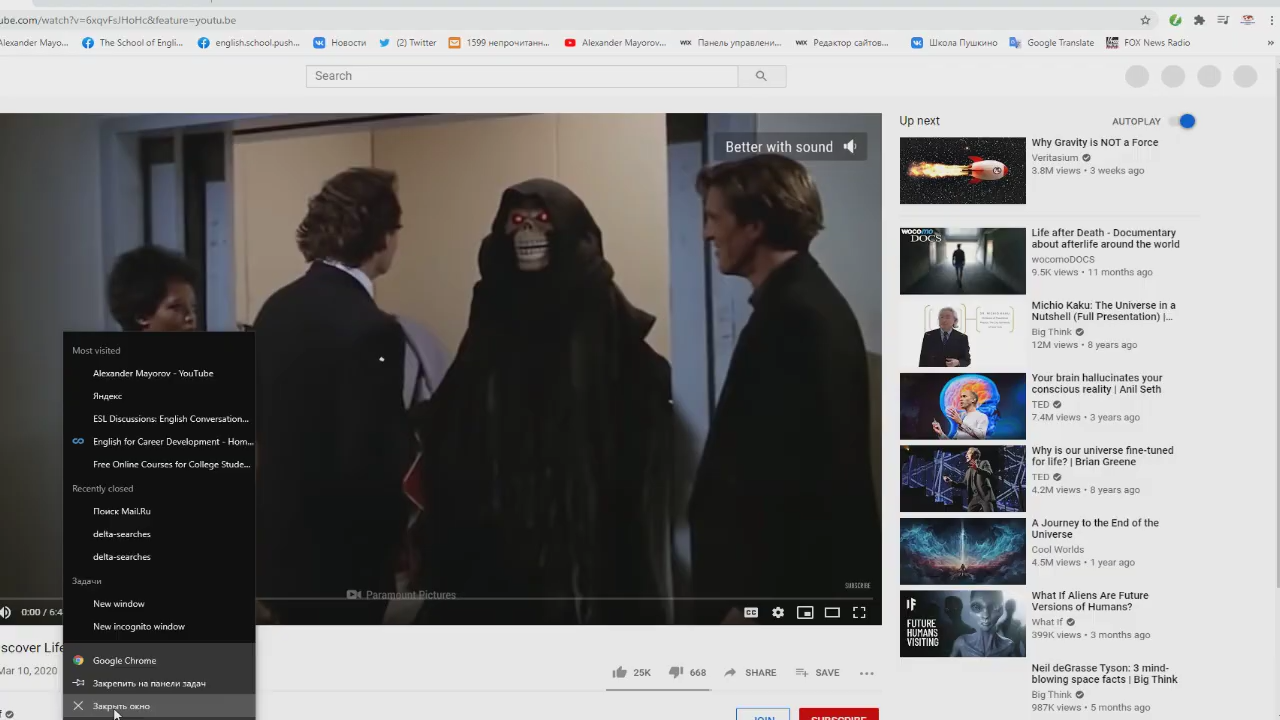 ube.com/watch?v=6xqvFsJHoHc&feature=youtu.be
Alexander Mayo...
The School of Engli...
english.school.push...
Новости
(2) Twitter
1599 непрочитанн...
Alexander Mayorov...
Панель управлени...
Редактор сайтов...
Школа Пушкино
Google Translate
FOX News Radio
Search
Better with sound
Paramount Pictures
SUBSCRIBE
0:00 / 6:4
CC
Most visited
Alexander Mayorov - YouTube
Яндекс
ESL Discussions: English Conversation...
English for Career Development - Hom...
Free Online Courses for College Stude...
Recently closed
Поиск Mail.Ru
delta-searches
delta-searches
Задачи
New window
New incognito window
Google Chrome
Закрепить на панели задач
Закрыть окно
scover Life
Mar 10, 2020
25K
668
SHARE
SAVE
JOIN
SUBSCRIBE
Up next
AUTOPLAY
Why Gravity is NOT a Force
Veritasium
3.8M views • 3 weeks ago
wocomo
DOCS
Life after Death - Documentary
about afterlife around the world
wocomoDOCS
9.5K views • 11 months ago
Michio Kaku: The Universe in a
Nutshell (Full Presentation) |...
Big Think
12M views • 8 years ago
Your brain hallucinates your
conscious reality | Anil Seth
TED
7.4M views • 3 years ago
Why is our universe fine-tuned
for life? | Brian Greene
TED
4.2M views • 8 years ago
A Journey to the End of the
Universe
Cool Worlds
4.5M views • 1 year ago
FUTURE
HUMANS
VISITING
What If Aliens Are Future
Versions of Humans?
What If
399K views • 3 months ago
Neil deGrasse Tyson: 3 mind-
blowing space facts | Big Think
Big Think
987K views • 5 months ago